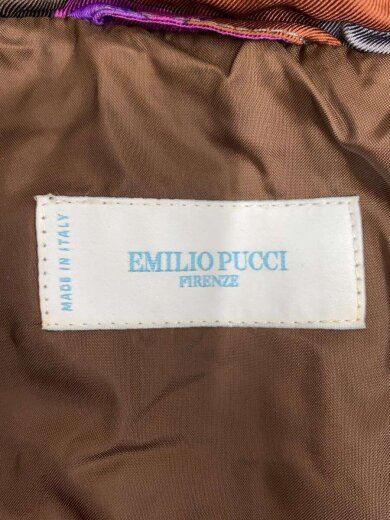 MADE IN ITALY
EMILIO PUCCI
FIRENZE